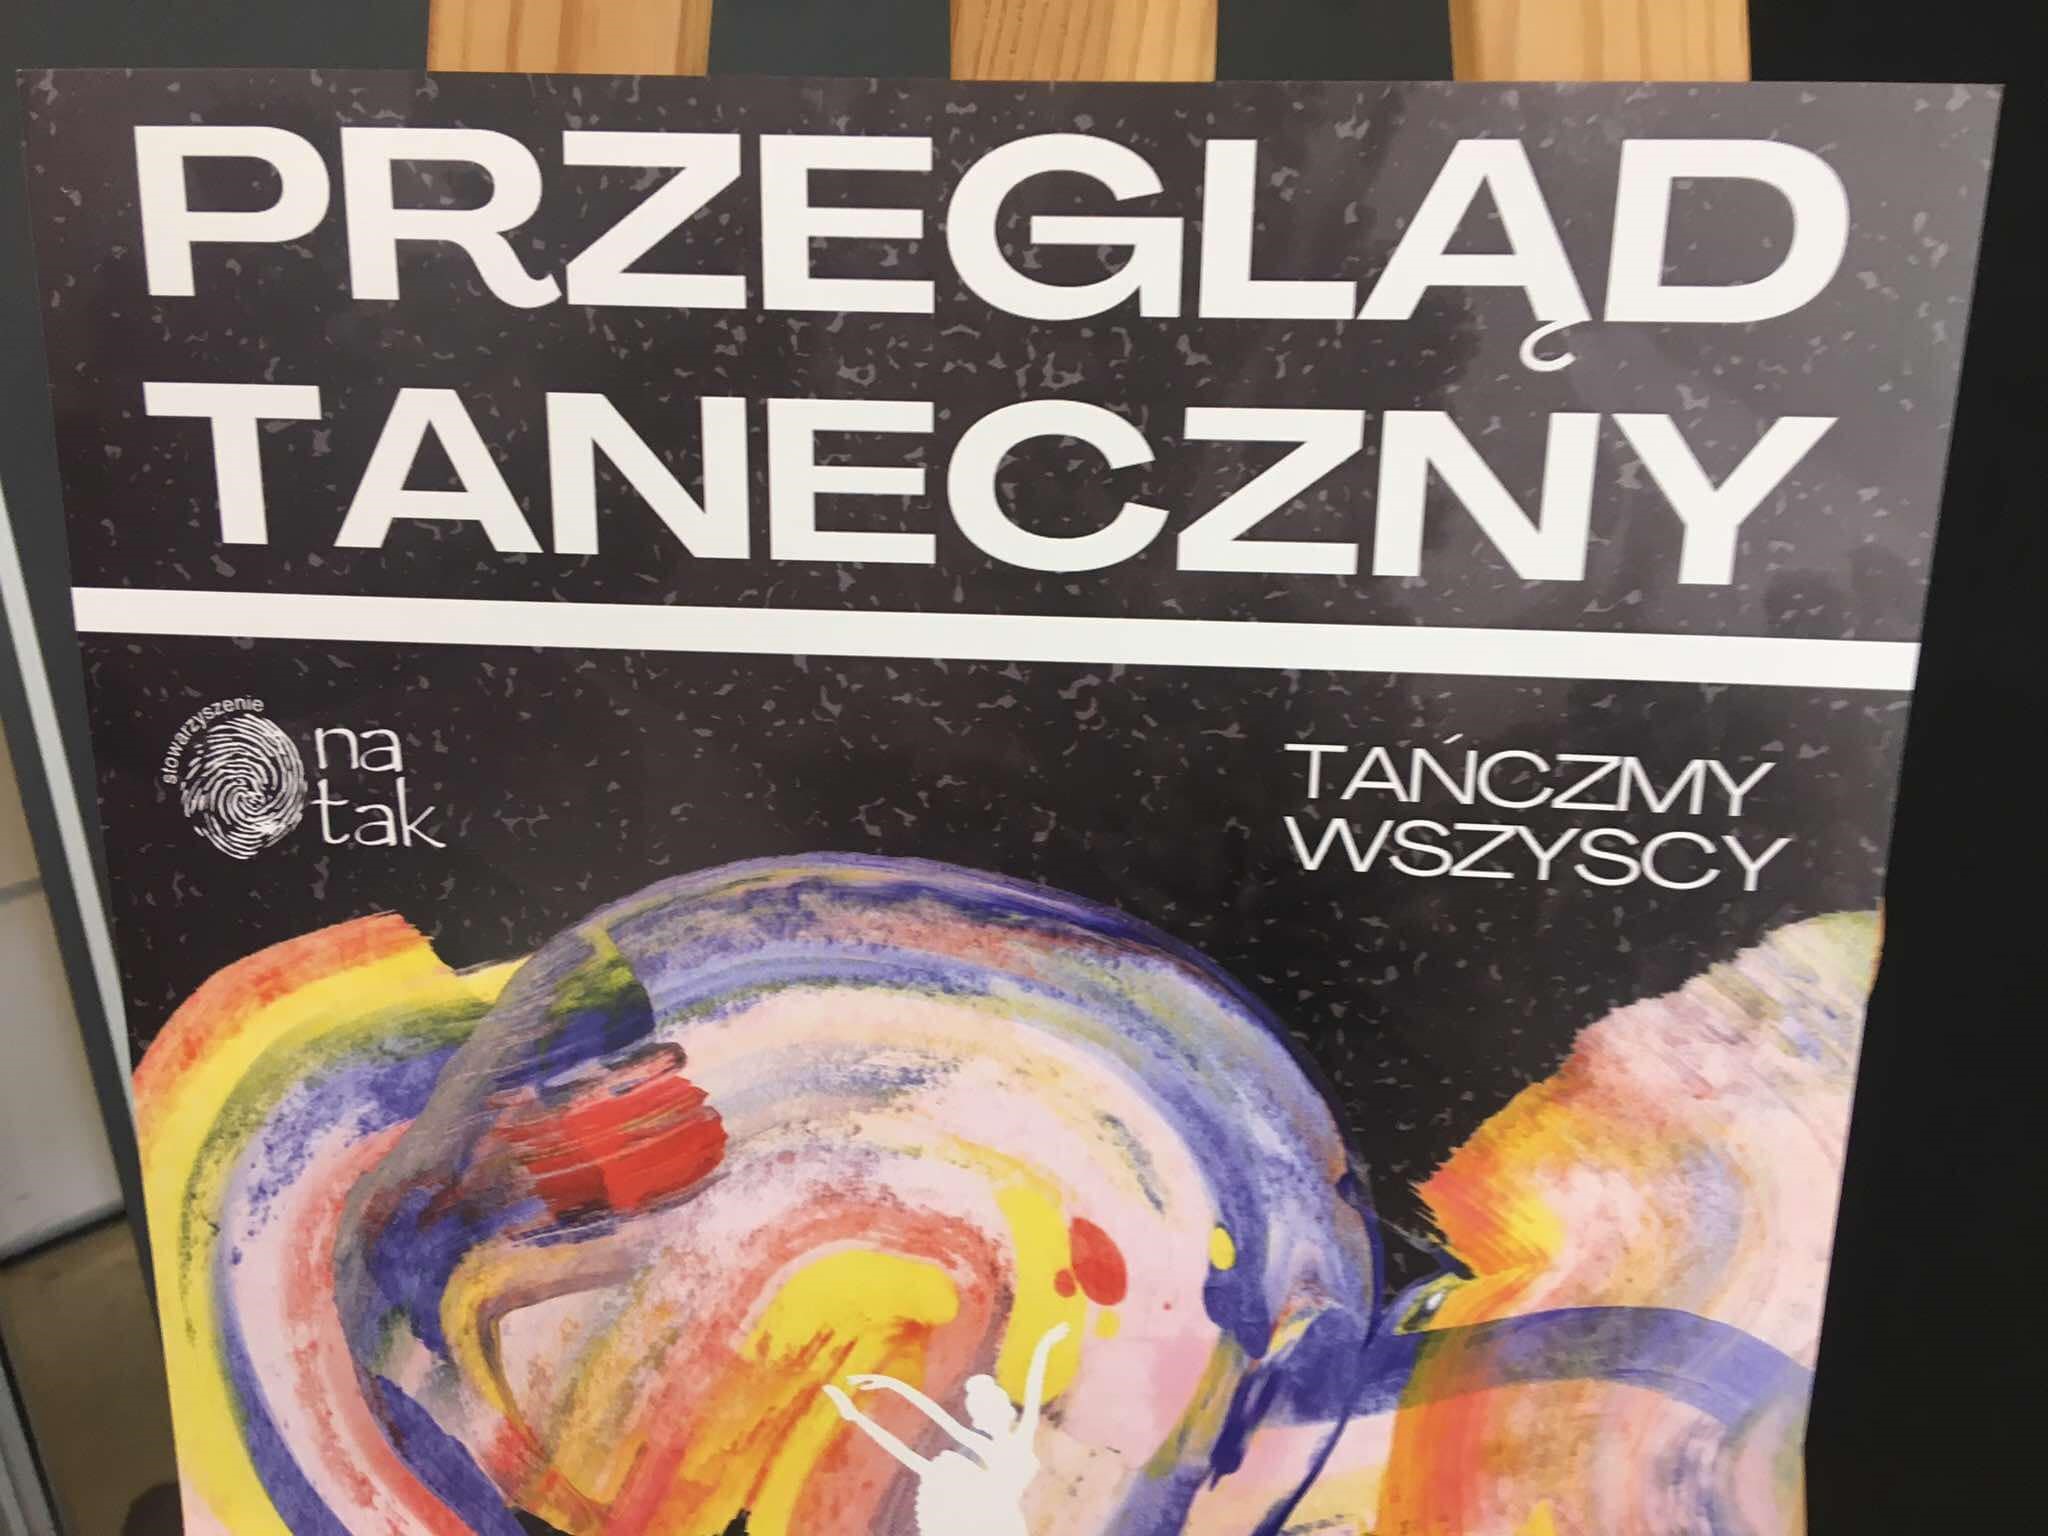 PRZEGLĄD
TANECZNY
stowarzyszenie
na
tak
TAŃCZMY
WSZYSCY